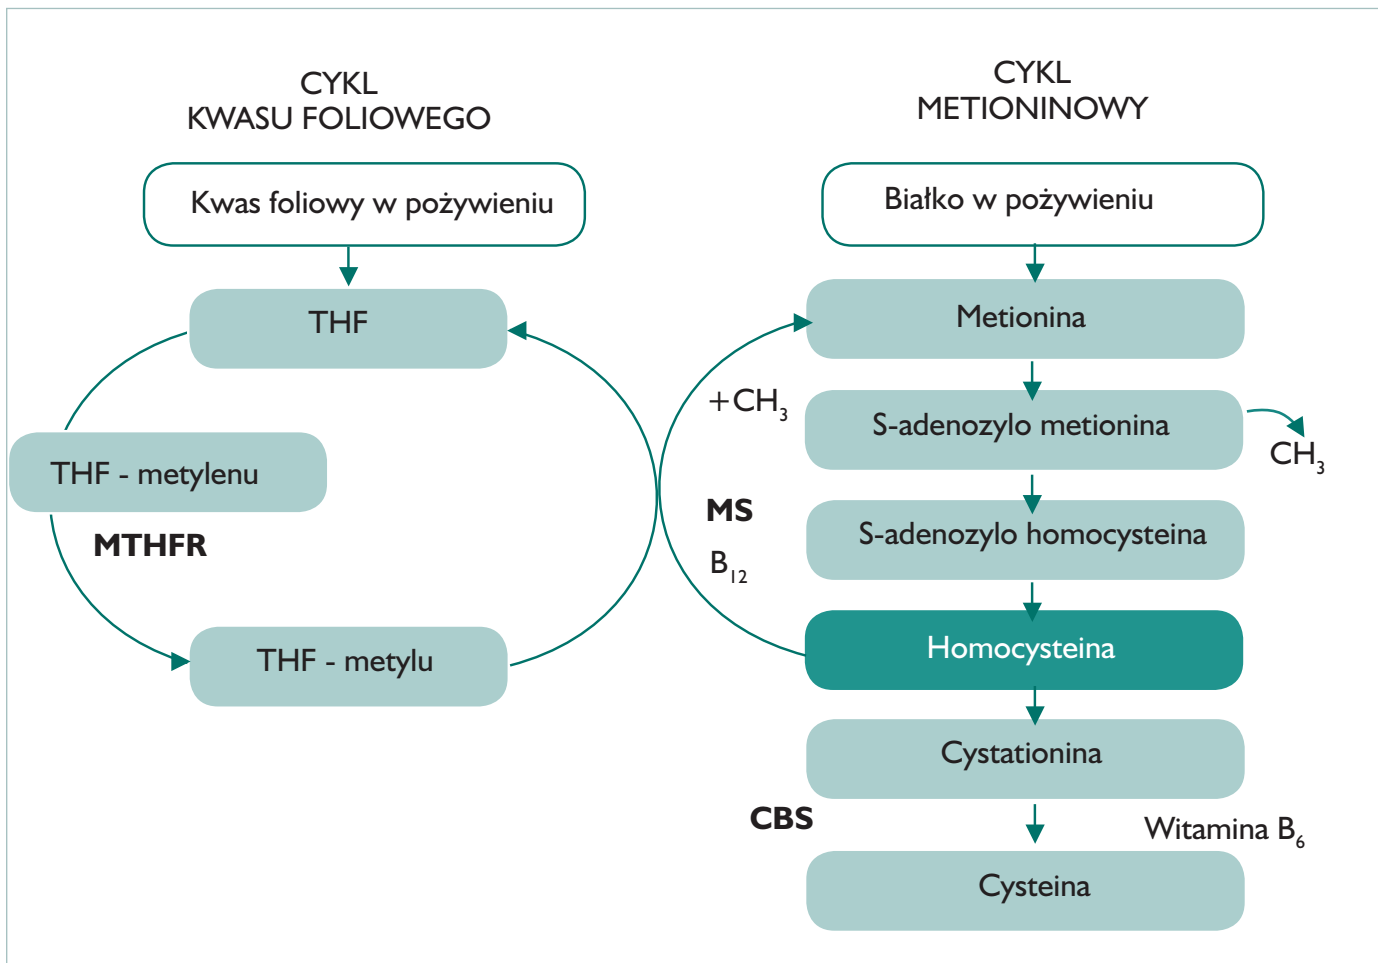 CYKL
KWASU FOLIOWEGO
Kwas foliowy w pożywieniu
THF
THF - metylenu
MTHFR
THF - metylu
CYKL
METIONINOWY
Białko w pożywieniu
Metionina
+CH₃
S-adenozylo metionina
CH₃
MS
S-adenozylo homocysteina
B₁₂
Homocysteina
Cystationina
CBS
Witamina B₆
Cysteina